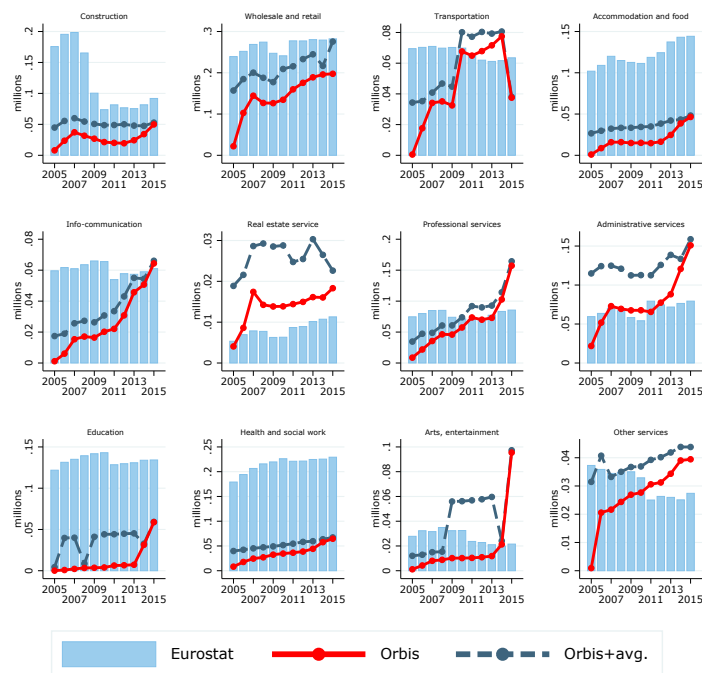 Construction
Wholesale and retail
Transportation
Accommodation and food
millions
0 .05 .1 .15 .2
2005 2007 2009 2011 2013 2015
millions
0 .1 .2 .3
2005 2007 2009 2011 2013 2015
millions
0 .02 .04 .06 .08
2005 2007 2009 2011 2013 2015
millions
0 .05 .1 .15
2005 2007 2009 2011 2013 2015
Info-communication
Real estate service
Professional services
Administrative services
millions
0 .02 .04 .06 .08
2005 2007 2009 2011 2013 2015
millions
0 .01 .02 .03
2005 2007 2009 2011 2013 2015
millions
0 .05 .1 .15 .2
2005 2007 2009 2011 2013 2015
millions
0 .05 .1 .15
2005 2007 2009 2011 2013 2015
Education
Health and social work
Arts, entertainment
Other services
millions
0 .05 .1 .15
2005 2007 2009 2011 2013 2015
millions
0 .05 .1 .15 .2 .25
2005 2007 2009 2011 2013 2015
millions
0 .02 .04 .06 .08 .1
2005 2007 2009 2011 2013 2015
millions
0 .01 .02 .03 .04
2005 2007 2009 2011 2013 2015
Eurostat Orbis Orbis+avg.